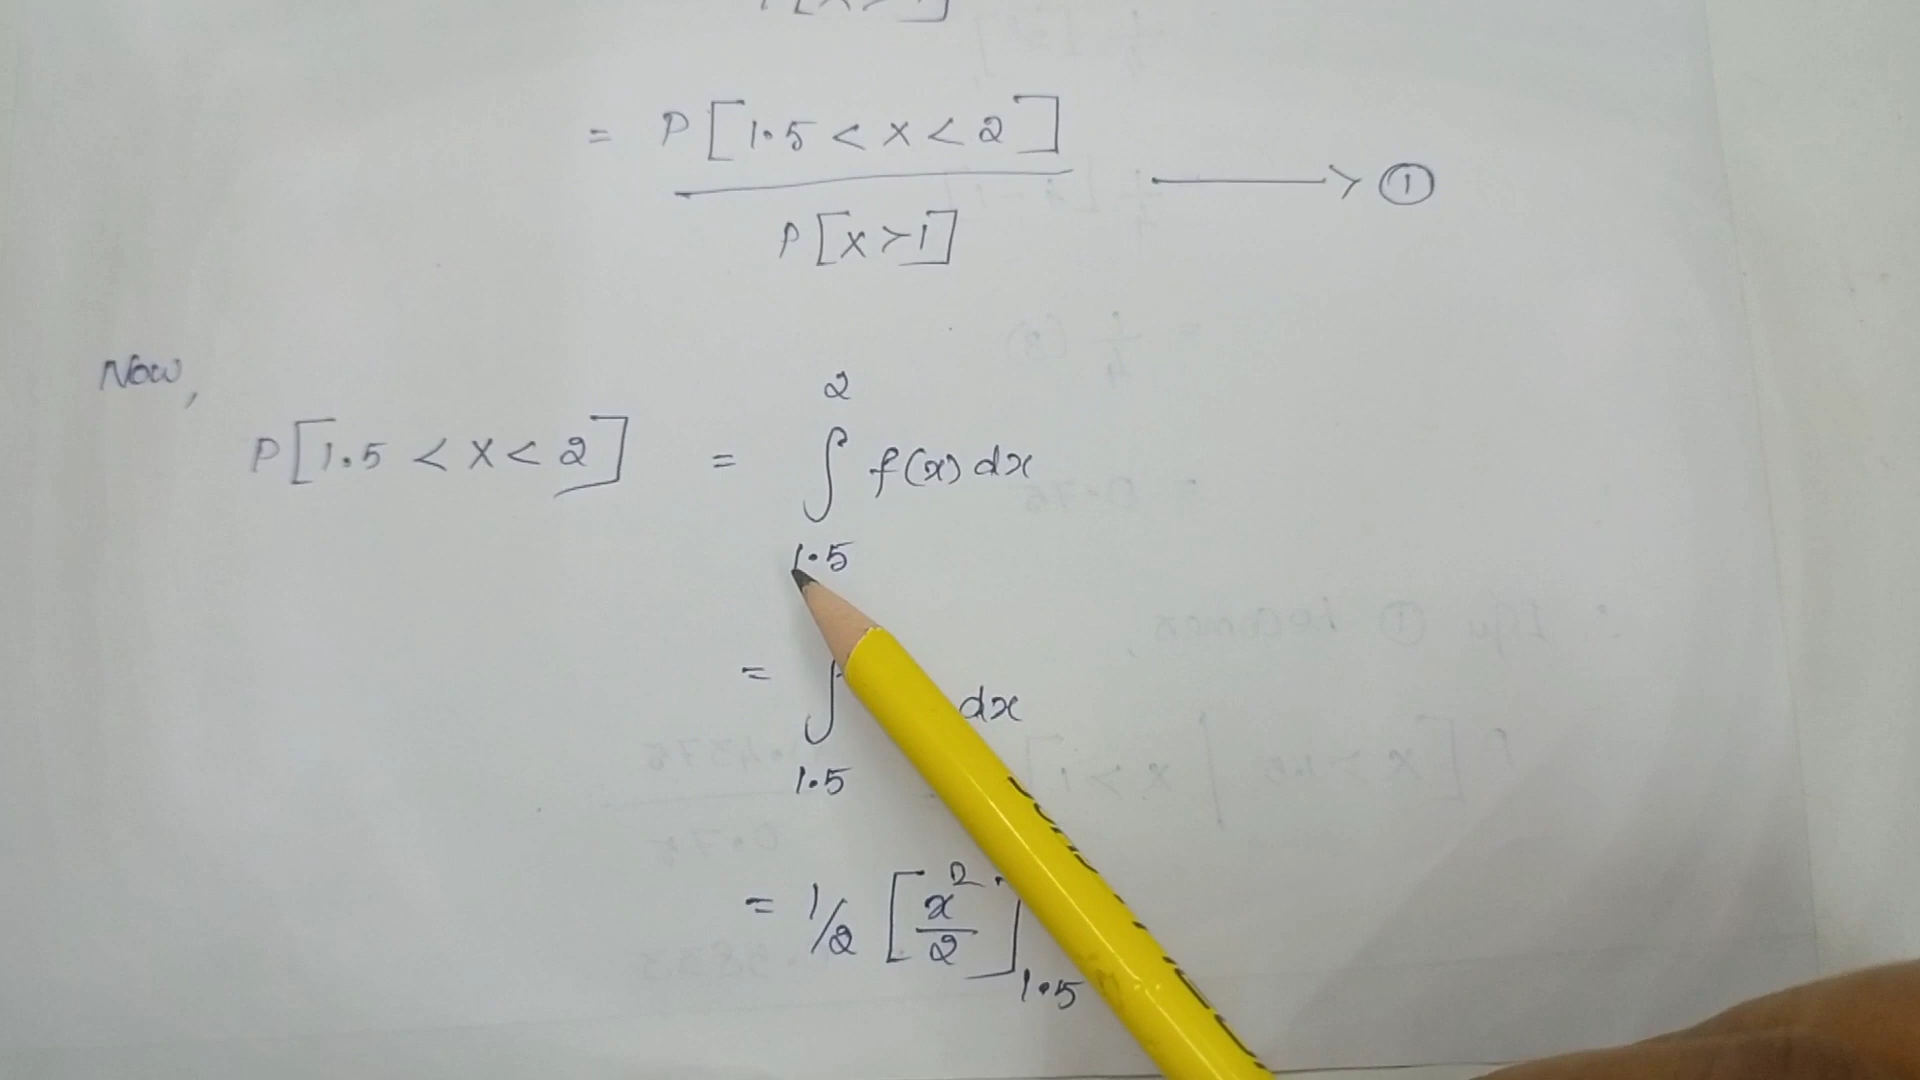 = P[1.5 < X < 2]
P[X > 1]
→ ①
Now,
P[1.5 < X < 2] = ∫ 2 1.5 f(x) dx
= ∫ 1.5 dx
= 1/2 [x²/2] 1.5